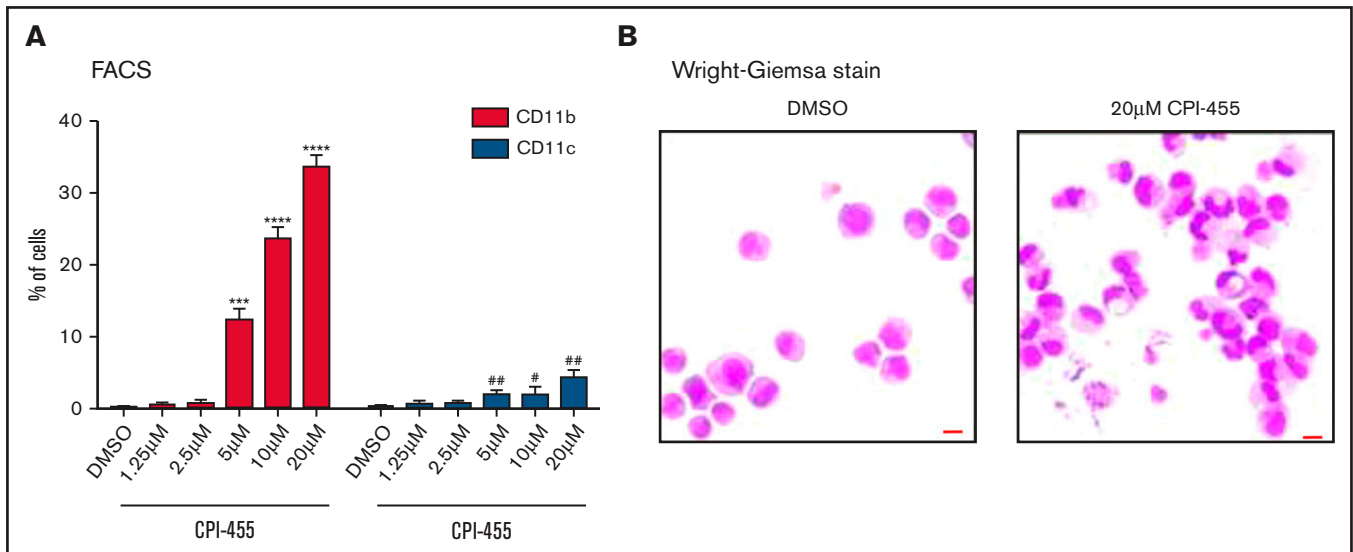 A
FACS
CD11b
CD11c
% of cells
40
30
20
10
0
***
****
****
##
#
##
DMSO
1.25µM
2.5µM
5µM
10µM
20µM
DMSO
1.25µM
2.5µM
5µM
10µM
20µM
CPI-455
CPI-455
B
Wright-Giemsa stain
DMSO
20µM CPI-455